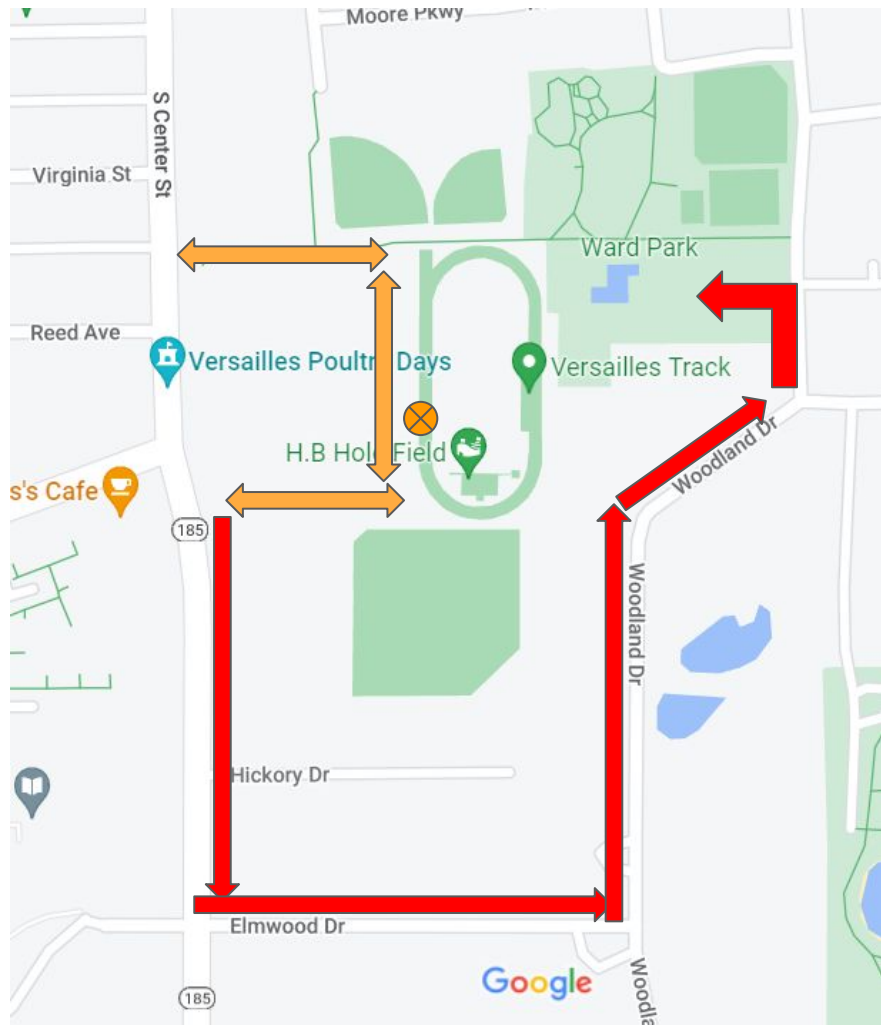 Moore Pkwy
S Center St
Virginia St
Ward Park
Reed Ave
Versailles Poultry Days
Versailles Track
H.B Hole Field
Woodland Dr
s's Cafe
185
Woodland Dr
Hickory Dr
Elmwood Dr
Woodla
Google
185